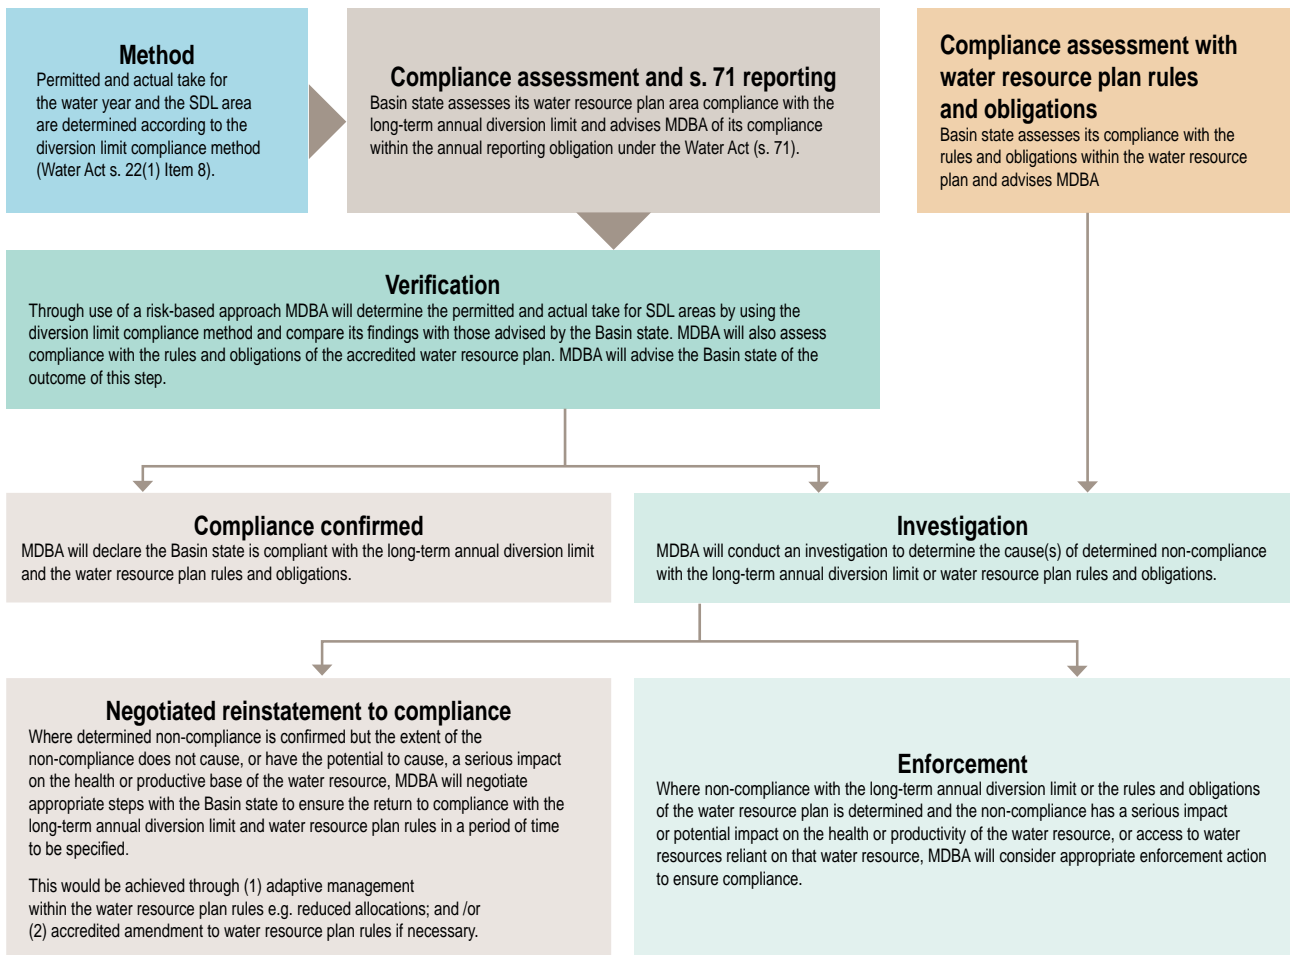 Method
Permitted and actual take for
the water year and the SDL area
are determined according to the
diversion limit compliance method
(Water Act s. 22(1) Item 8).
Compliance assessment and s. 71 reporting
Basin state assesses its water resource plan area compliance with the
long-term annual diversion limit and advises MDBA of its compliance
within the annual reporting obligation under the Water Act (s. 71).
Compliance assessment with
water resource plan rules
and obligations
Basin state assesses its compliance with the
rules and obligations within the water resource
plan and advises MDBA
Verification
Through use of a risk-based approach MDBA will determine the permitted and actual take for SDL areas by using the
diversion limit compliance method and compare its findings with those advised by the Basin state. MDBA will also assess
compliance with the rules and obligations of the accredited water resource plan. MDBA will advise the Basin state of the
outcome of this step.
Compliance confirmed
MDBA will declare the Basin state is compliant with the long-term annual diversion limit
and the water resource plan rules and obligations.
Investigation
MDBA will conduct an investigation to determine the cause(s) of determined non-compliance
with the long-term annual diversion limit or water resource plan rules and obligations.
Negotiated reinstatement to compliance
Where determined non-compliance is confirmed but the extent of the
non-compliance does not cause, or have the potential to cause, a serious impact
on the health or productive base of the water resource, MDBA will negotiate
appropriate steps with the Basin state to ensure the return to compliance with the
long-term annual diversion limit and water resource plan rules in a period of time
to be specified.
This would be achieved through (1) adaptive management
within the water resource plan rules e.g. reduced allocations; and /or
(2) accredited amendment to water resource plan rules if necessary.
Enforcement
Where non-compliance with the long-term annual diversion limit or the rules and obligations
of the water resource plan is determined and the non-compliance has a serious impact
or potential impact on the health or productivity of the water resource, or access to water
resources reliant on that water resource, MDBA will consider appropriate enforcement action
to ensure compliance.